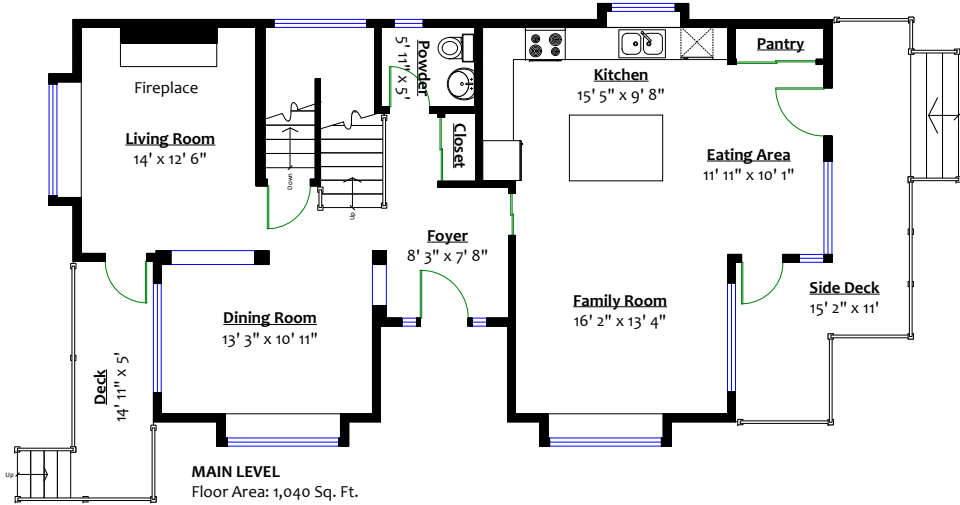 Pantry
Powder
5' 11" x 5'
Kitchen
15' 5" x 9' 8"
Fireplace
Living Room
14' x 12' 6"
Closet
Eating Area
11' 11" x 10' 1"
Down
Up
Foyer
8' 3" x 7' 8"
Side Deck
15' 2" x 11'
Family Room
16' 2" x 13' 4"
Dining Room
13' 3" x 10' 11"
Deck
14' 11" x 5'
Up
MAIN LEVEL
Floor Area: 1,040 Sq. Ft.